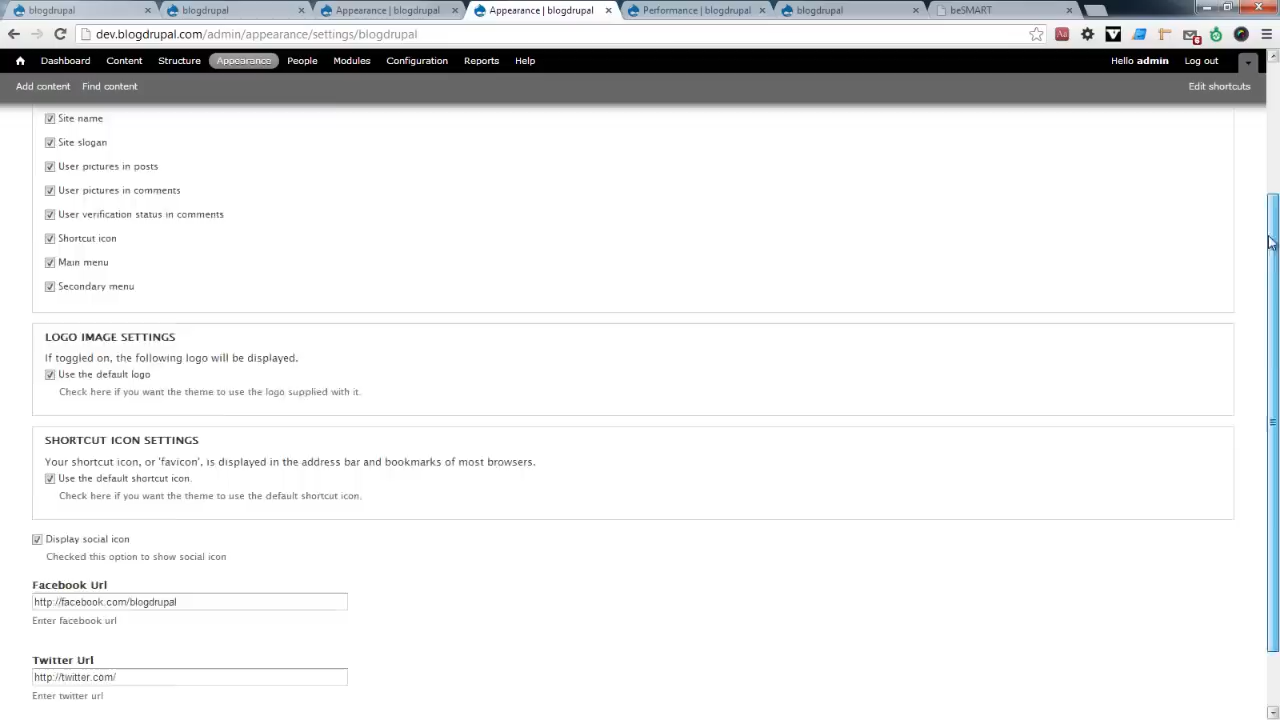 blogdrupal
blogdrupal
Appearance | blogdrupal
Appearance | blogdrupal
Performance | blogdrupal
blogdrupal
beSMART
dev.blogdrupal.com/admin/appearance/settings/blogdrupal
Dashboard Content Structure Appearance People Modules Configuration Reports Help Hello admin Log out
Add content Find content Edit shortcuts
Site name
Site slogan
User pictures in posts
User pictures in comments
User verification status in comments
Shortcut icon
Main menu
Secondary menu
LOGO IMAGE SETTINGS
If toggled on, the following logo will be displayed.
Use the default logo
Check here if you want the theme to use the logo supplied with it.
SHORTCUT ICON SETTINGS
Your shortcut icon, or 'favicon', is displayed in the address bar and bookmarks of most browsers.
Use the default shortcut icon.
Check here if you want the theme to use the default shortcut icon.
Display social icon
Checked this option to show social icon
Facebook Url
http://facebook.com/blogdrupal
Enter facebook url
Twitter Url
http://twitter.com/
Enter twitter url